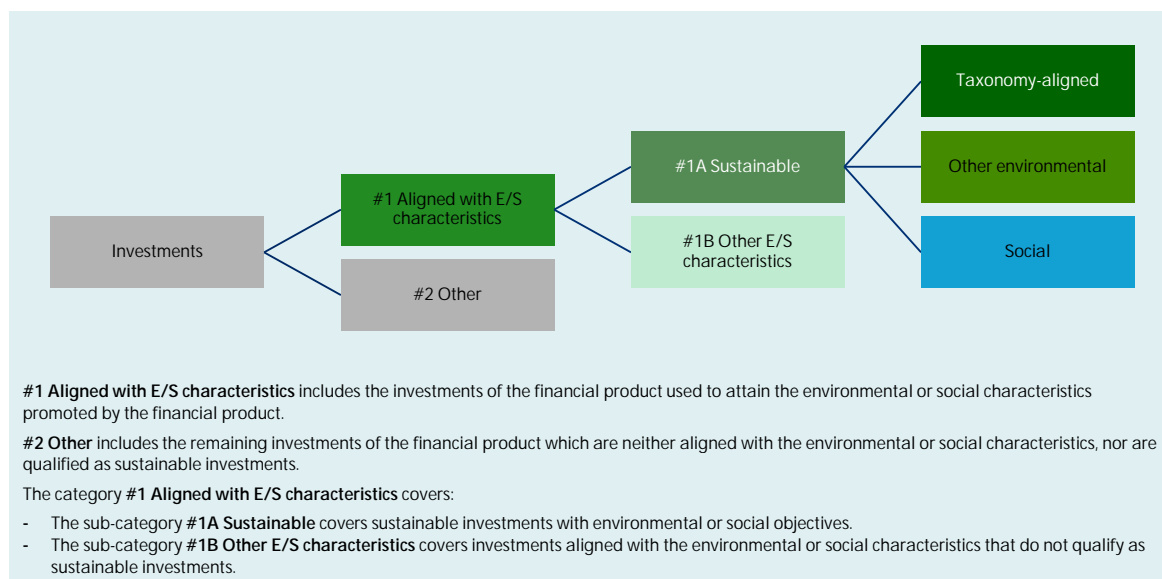 Taxonomy-aligned
#1A Sustainable
Other environmental
#1 Aligned with E/S
characteristics
Investments
#1B Other E/S
characteristics
Social
#2 Other
#1 Aligned with E/S characteristics includes the investments of the financial product used to attain the environmental or social characteristics
promoted by the financial product.
#2 Other includes the remaining investments of the financial product which are neither aligned with the environmental or social characteristics, nor are
qualified as sustainable investments.
The category #1 Aligned with E/S characteristics covers:
- The sub-category #1A Sustainable covers sustainable investments with environmental or social objectives.
- The sub-category #1B Other E/S characteristics covers investments aligned with the environmental or social characteristics that do not qualify as
sustainable investments.